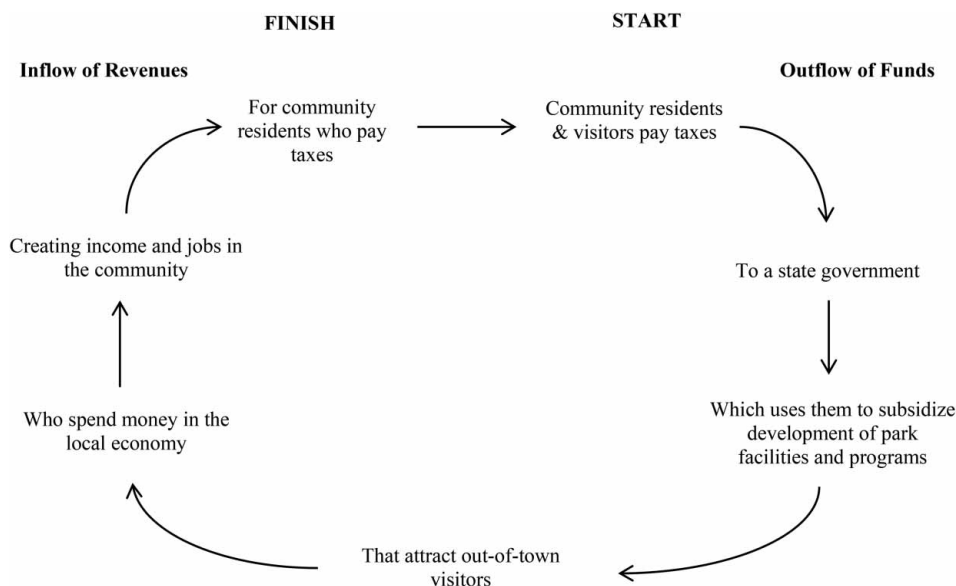 FINISH
START
Inflow of Revenues
Outflow of Funds
For community
residents who pay
taxes
Community residents
& visitors pay taxes
To a state government
Which uses them to subsidize
development of park
facilities and programs
That attract out-of-town
visitors
Who spend money in the
local economy
Creating income and jobs in
the community